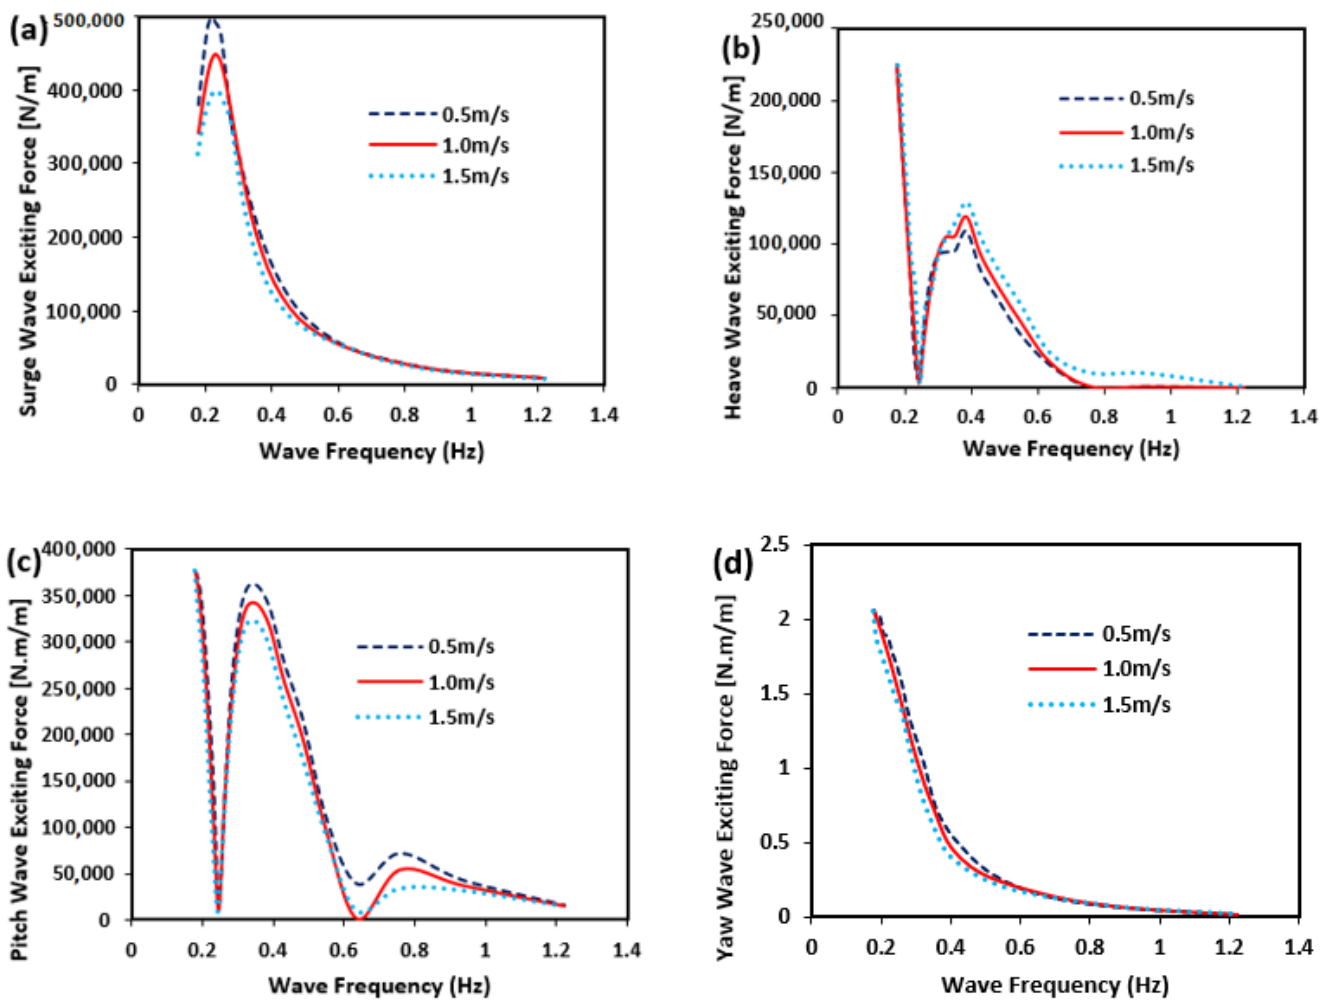 (a)
Surge Wave Exciting Force [N/m]
500,000
400,000
300,000
200,000
100,000
0
0 0.2 0.4 0.6 0.8 1 1.2 1.4
Wave Frequency (Hz)
0.5m/s
1.0m/s
1.5m/s
(b)
Heave Wave Exciting Force [N/m]
250,000
200,000
150,000
100,000
50,000
0
0 0.2 0.4 0.6 0.8 1 1.2 1.4
Wave Frequency (Hz)
0.5m/s
1.0m/s
1.5m/s
(c)
Pitch Wave Exciting Force [N.m/m]
400,000
350,000
300,000
250,000
200,000
150,000
100,000
50,000
0
0 0.2 0.4 0.6 0.8 1 1.2 1.4
Wave Frequency (Hz)
0.5m/s
1.0m/s
1.5m/s
(d)
Yaw Wave Exciting Force [N.m/m]
2.5
2
1.5
1
0.5
0
0 0.2 0.4 0.6 0.8 1 1.2 1.4
Wave Frequency (Hz)
0.5m/s
1.0m/s
1.5m/s